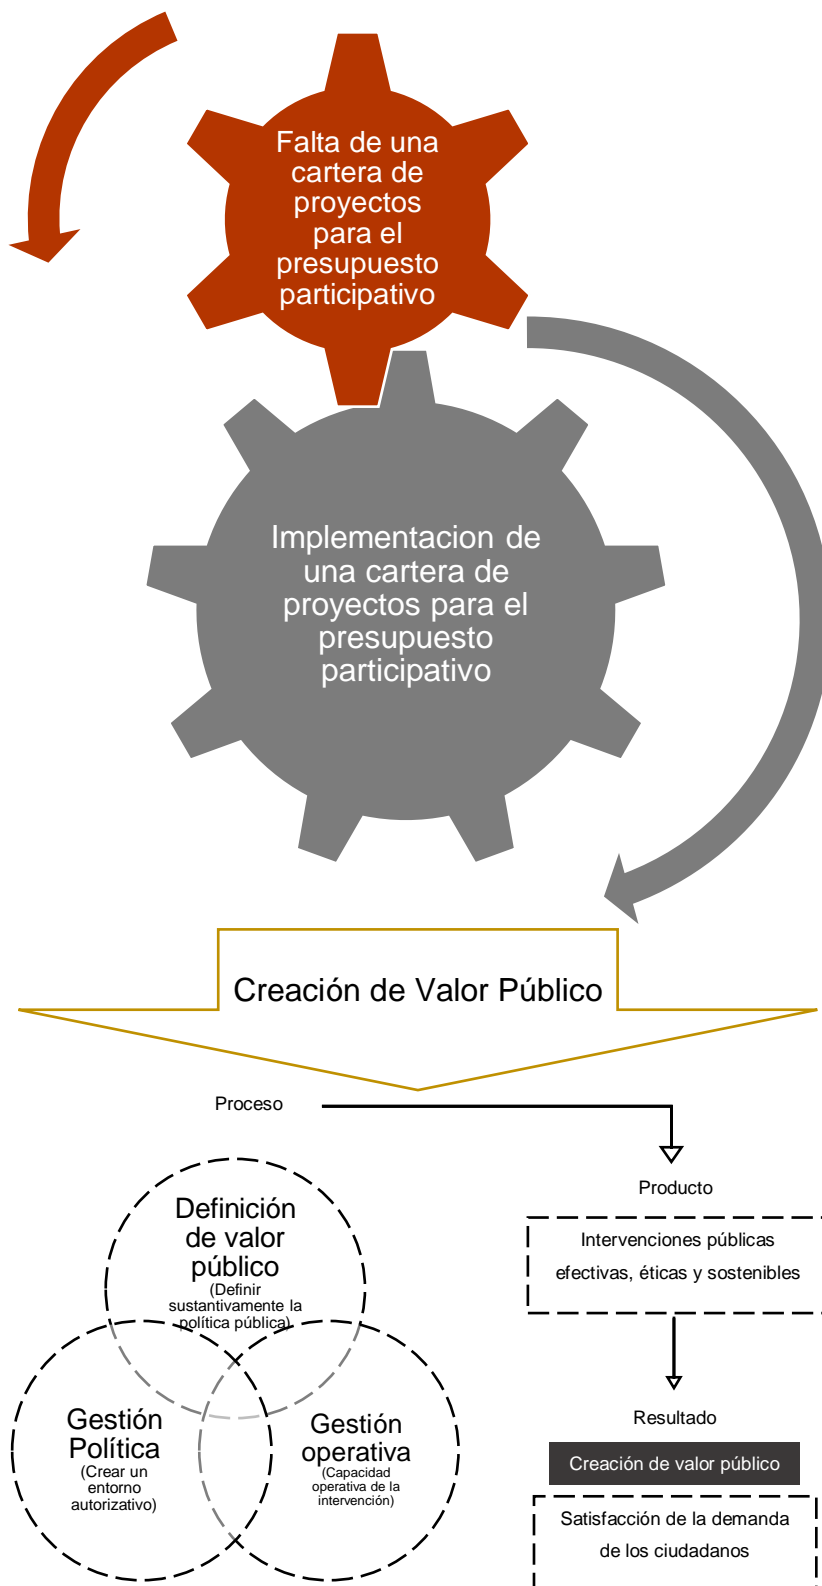 Falta de una
cartera de
proyectos
para el
presupuesto
participativo
Implementacion de
una cartera de
proyectos para el
presupuesto
participativo
Creación de Valor Público
Proceso
Definición
de valor
público
(Definir
sustantivamente la
política pública)
Gestión
Política
(Crear un
entorno
autorizativo)
Gestión
operativa
(Capacidad
operativa de la
intervención)
Producto
Intervenciones públicas
efectivas, éticas y sostenibles
Resultado
Creación de valor público
Satisfacción de la demanda
de los ciudadanos